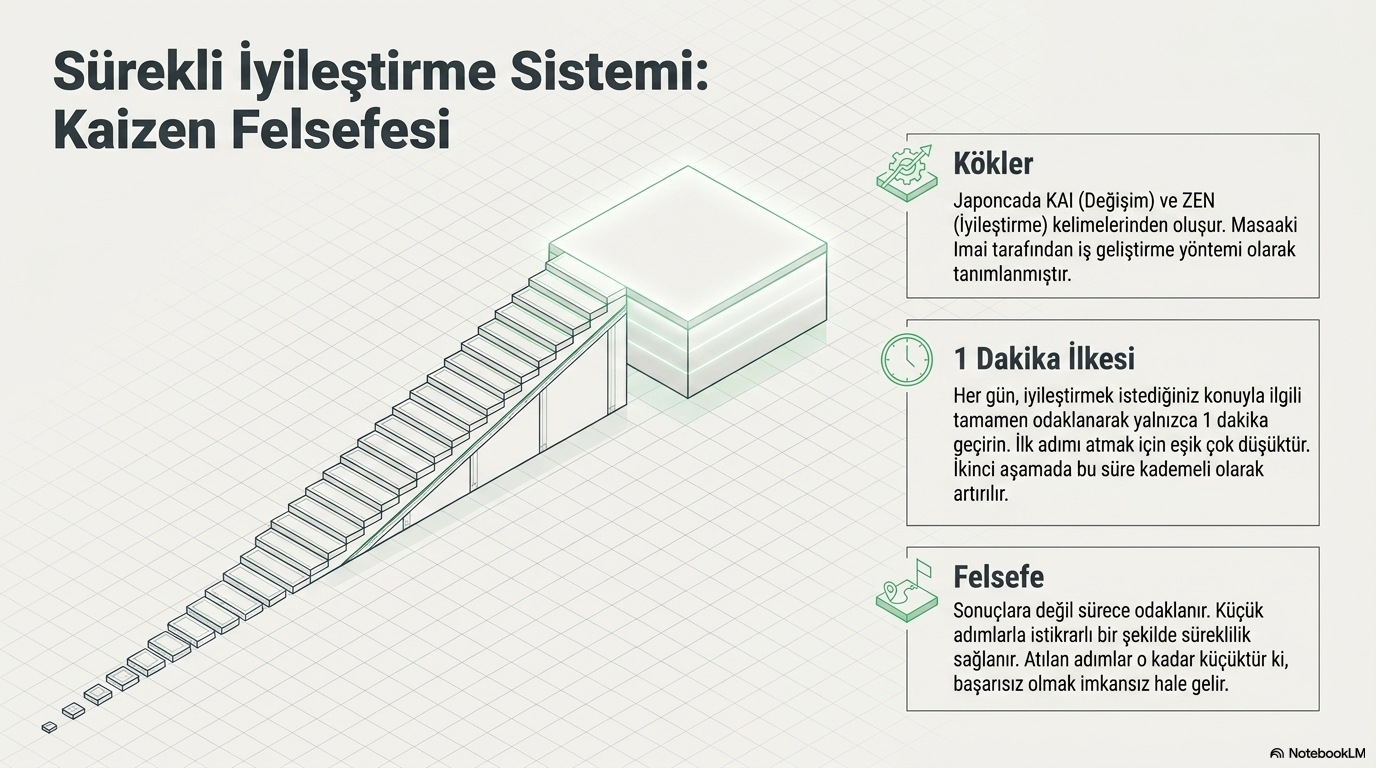 Sürekli İyileştirme Sistemi:
Kaizen Felsefesi
Kökler
Japoncada KAI (Değişim) ve ZEN
(İyileştirme) kelimelerinden oluşur. Masaaki
Imai tarafından iş geliştirme yöntemi olarak
tanımlanmıştır.
1 Dakika İlkesi
Her gün, iyileştirmek istediğiniz konuyla ilgili
tamamen odaklanarak yalnızca 1 dakika
geçirin. İlk adımı atmak için eşik çok düşüktür.
İkinci aşamada bu süre kademeli olarak
artırılır.
Felsefe
Sonuçlara değil sürece odaklanır. Küçük
adımlarla istikrarlı bir şekilde süreklilik
sağlanır. Atılan adımlar o kadar küçüktür ki,
başarısız olmak imkansız hale gelir.
NotebookLM